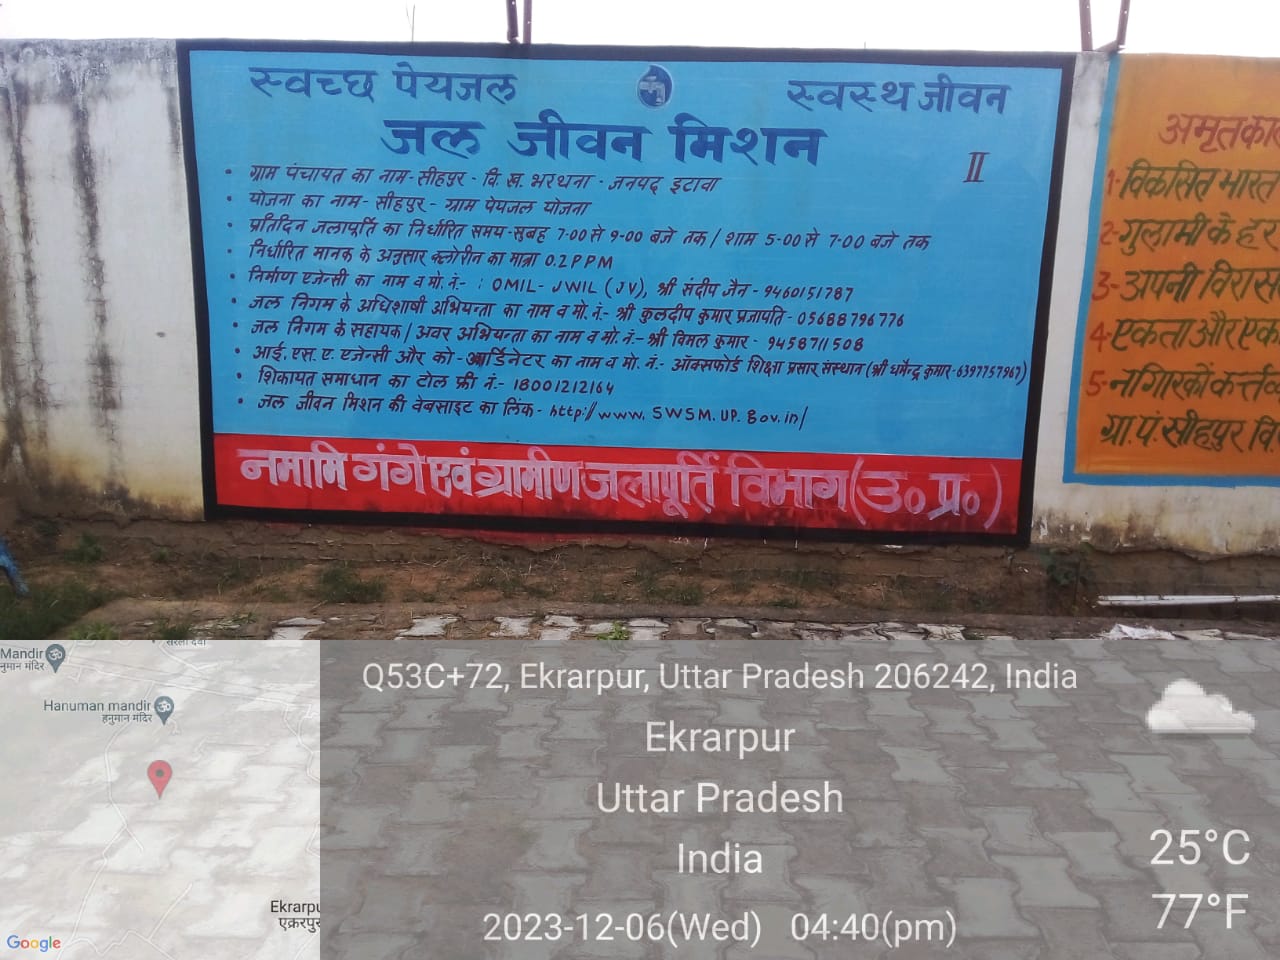 स्वच्छ पेयजल
स्वस्थ जीवन
जल जीवन मिशन
II
• ग्राम पंचायत का नाम- सीहपुर - वि. ख. भरथना - जनपद इटावा
• योजना का नाम- सीहपुर - ग्राम पेयजल योजना
• प्रतिदिन जलापूर्ति का निर्धारित समय-सुबह 7-00 से 9-00 बजे तक / शाम 5-00 से 7-00 बजे तक
• निर्धारित मानक के अनुसार क्लोरीन का मात्रा 0.2 PPM
• निर्माण एजेन्सी का नाम व मो. नं.- : OMIL- JWIL (JV), श्री संदीप जैन - 9460151787
• जल निगम के अधिशाषी अभियन्ता का नाम व मो. नं.- श्री कुलदीप कुमार प्रजापति - 05688796776
• जल निगम के सहायक / अवर अभियन्ता का नाम व मो. नं.- श्री विमल कुमार - 9458711508
• आई. एस. ए. एजेन्सी और को-आर्डिनेटर का नाम व मो. नं.- ऑक्सफोर्ड शिक्षा प्रसार संस्थान (श्री धर्मेन्द्र कुमार-6397757967)
• शिकायत समाधान का टोल फ्री नं.- 18001212164
• जल जीवन मिशन की वेबसाइट का लिंक - http://www.SWSM.UP.Gov.in/
नमामि गंगे एवं ग्रामीण जलापूर्ति विभाग (उ० प्र०)
अमृतका
1- विकसित भारत
2- गुलामी के हर
3- अपनी विरास
4- एकता और एक
5- नागरिकों कर्त्तव
ग्रा. पं. सीहपुर वि.
Mandir
नुमान मंदिर
सरला देवी
Hanuman mandir
हनुमान मंदिर
Ekrarpu
एकरपुर
Google
Q53C+72, Ekrarpur, Uttar Pradesh 206242, India
Ekrarpur
Uttar Pradesh
India
2023-12-06(Wed) 04:40(pm)
25°C
77°F